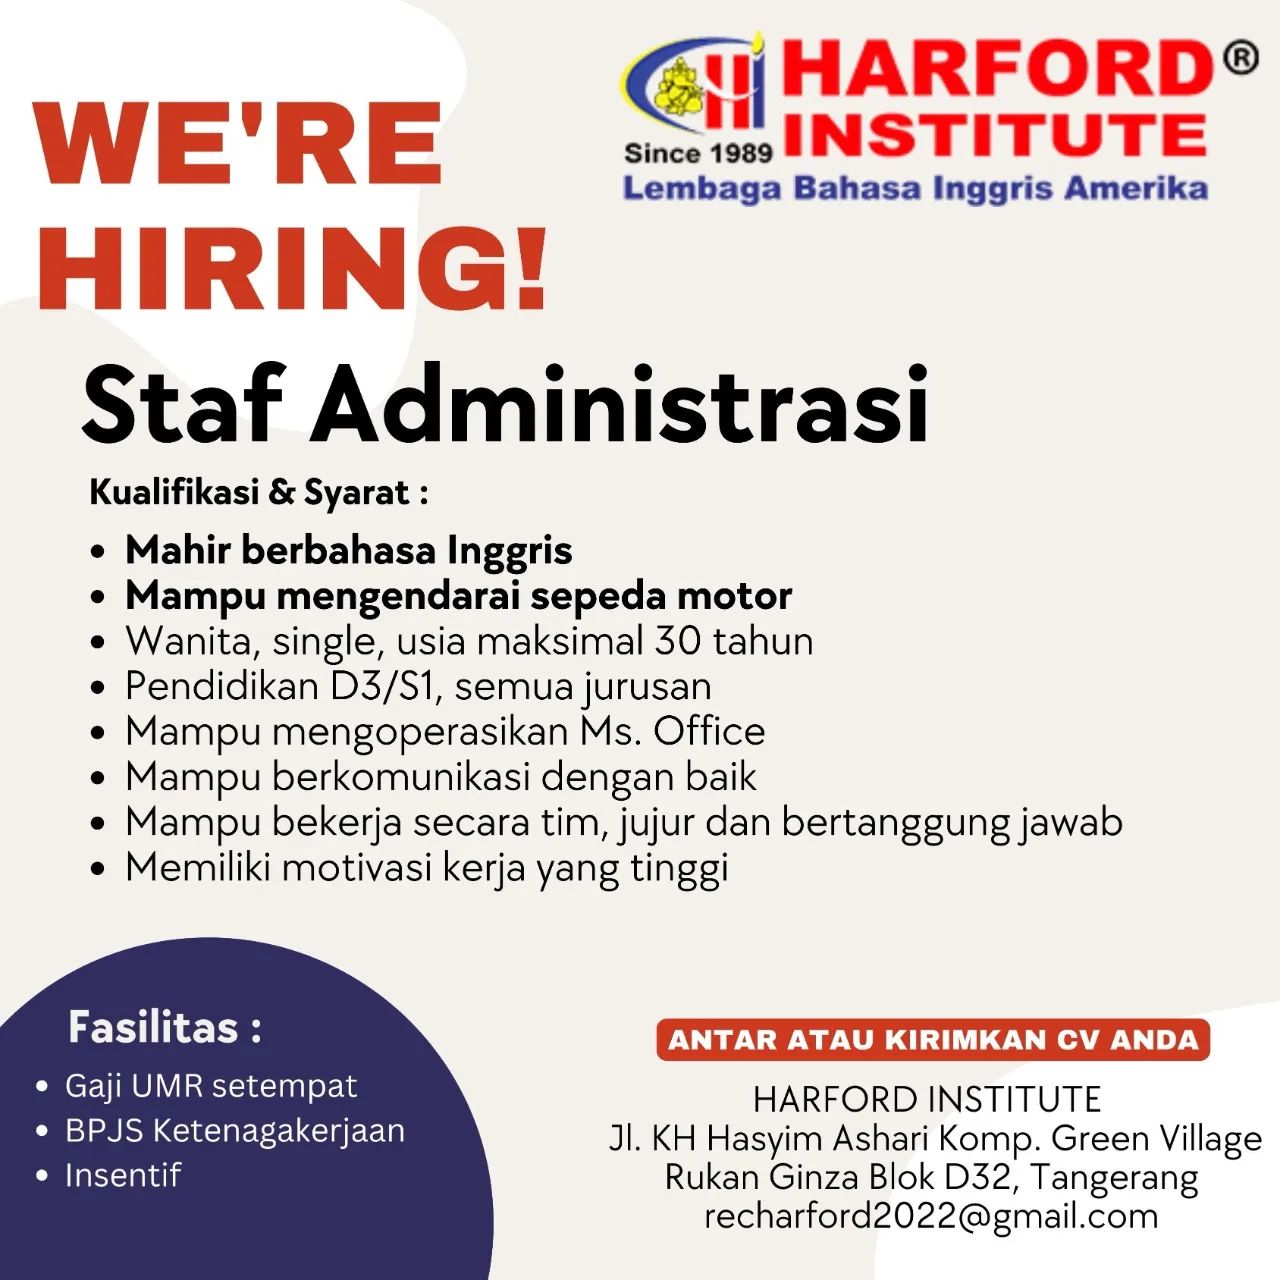 WE'RE
HIRING!
HARFORD ®
INSTITUTE
Since 1989
Lembaga Bahasa Inggris Amerika
Staf Administrasi
Kualifikasi & Syarat :
• Mahir berbahasa Inggris
• Mampu mengendarai sepeda motor
• Wanita, single, usia maksimal 30 tahun
• Pendidikan D3/S1, semua jurusan
• Mampu mengoperasikan Ms. Office
• Mampu berkomunikasi dengan baik
• Mampu bekerja secara tim, jujur dan bertanggung jawab
• Memiliki motivasi kerja yang tinggi
Fasilitas :
• Gaji UMR setempat
• BPJS Ketenagakerjaan
• Insentif
ANTAR ATAU KIRIMKAN CV ANDA
HARFORD INSTITUTE
Jl. KH Hasyim Ashari Komp. Green Village
Rukan Ginza Blok D32, Tangerang
recharford2022@gmail.com